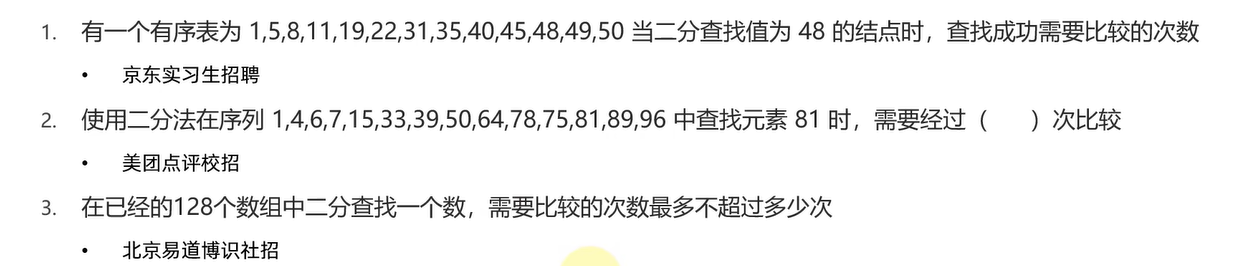 1. 有一个有序表为 1,5,8,11,19,22,31,35,40,45,48,49,50 当二分查找值为 48 的结点时，查找成功需要比较的次数
• 京东实习生招聘
2. 使用二分法在序列 1,4,6,7,15,33,39,50,64,78,75,81,89,96 中查找元素 81 时，需要经过（ ）次比较
• 美团点评校招
3. 在已经的128个数组中二分查找一个数，需要比较的次数最多不超过多少次
• 北京易道博识社招